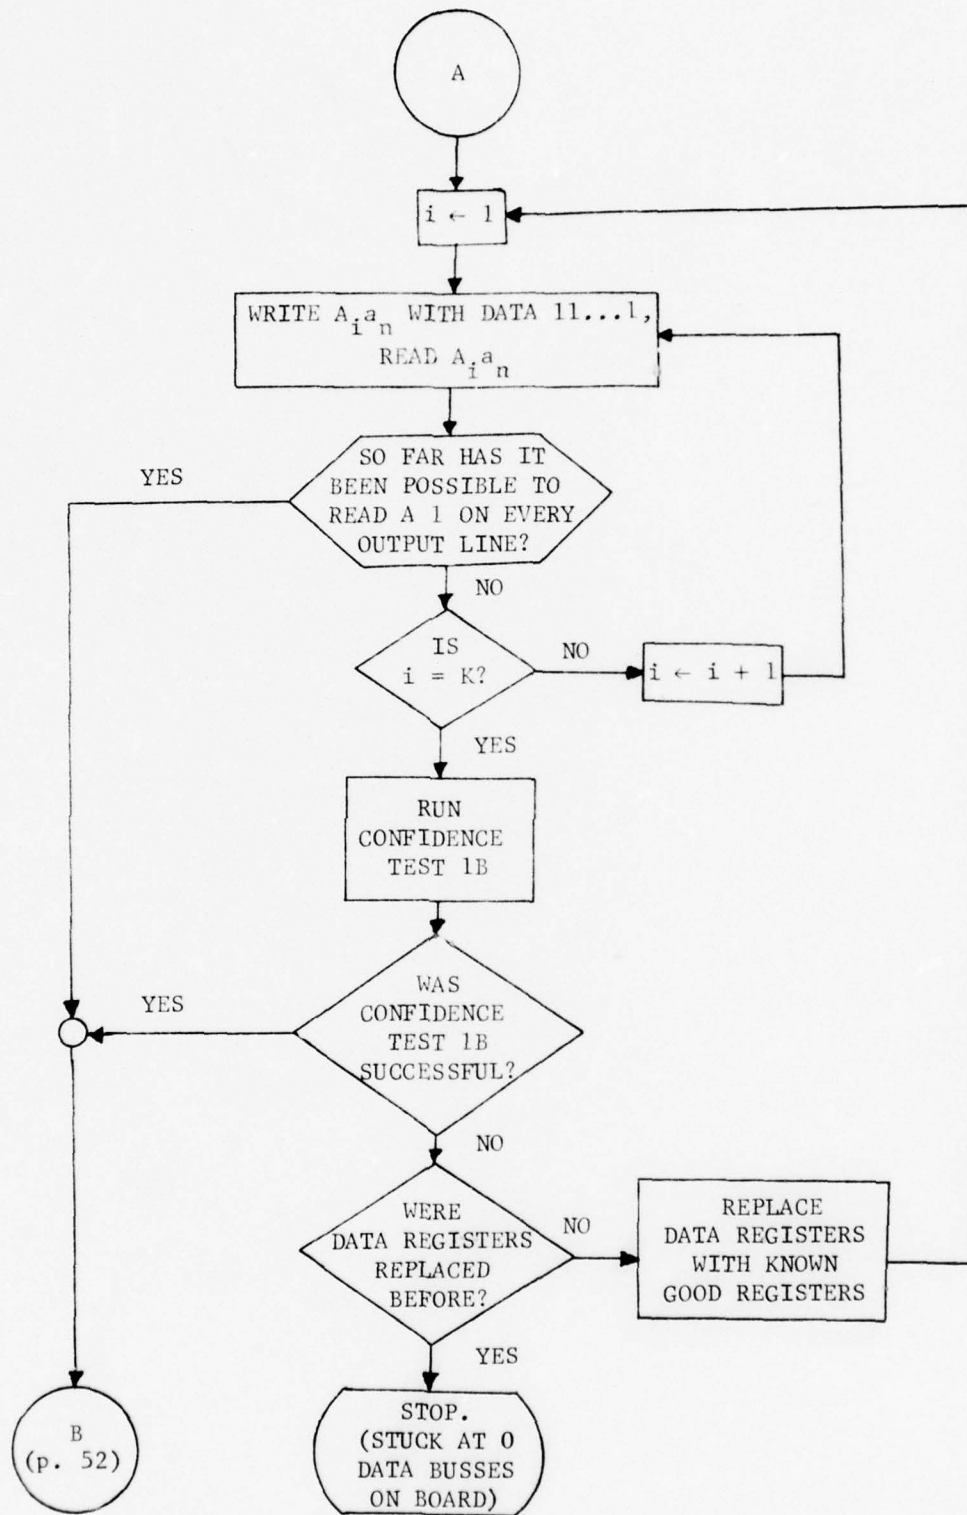 A
i ← 1
WRITE A_i a_n WITH DATA 11...1,
READ A_i a_n
SO FAR HAS IT
BEEN POSSIBLE TO
READ A 1 ON EVERY
OUTPUT LINE?
YES
NO
IS
i = K?
NO
i ← i + 1
YES
RUN
CONFIDENCE
TEST 1B
WAS
CONFIDENCE
TEST 1B
SUCCESSFUL?
YES
NO
WERE
DATA REGISTERS
REPLACED
BEFORE?
NO
REPLACE
DATA REGISTERS
WITH KNOWN
GOOD REGISTERS
YES
STOP.
(STUCK AT 0
DATA BUSSES
ON BOARD)
B
(p. 52)